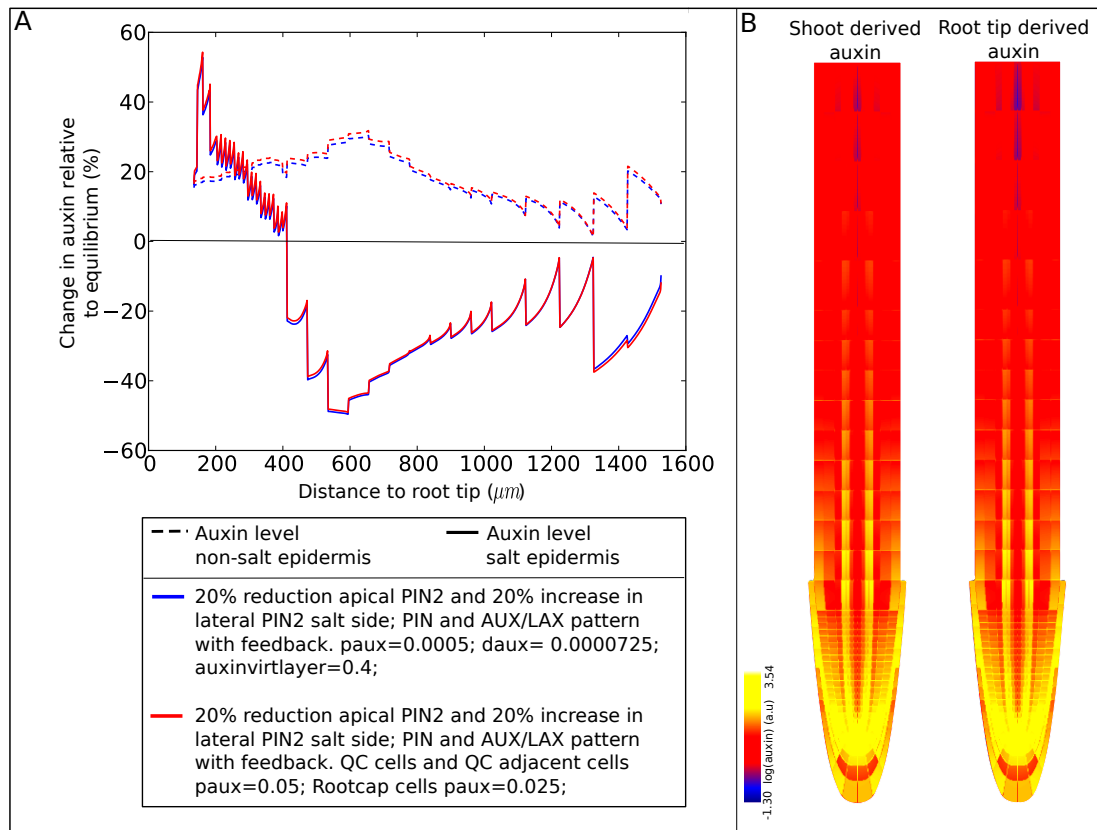 A
60
40
20
0
−20
−40
−60
Change in auxin relative
to equilibrium (%)
0 200 400 600 800 1000 1200 1400 1600
Distance to root tip (μm)
Auxin level
non-salt epidermis
Auxin level
salt epidermis
20% reduction apical PIN2 and 20% increase in
lateral PIN2 salt side; PIN and AUX/LAX pattern
with feedback. paux=0.0005; daux= 0.0000725;
auxinvirtlayer=0.4;
20% reduction apical PIN2 and 20% increase in
lateral PIN2 salt side; PIN and AUX/LAX pattern
with feedback. QC cells and QC adjacent cells
paux=0.05; Rootcap cells paux=0.025;
B
Shoot derived
auxin
Root tip derived
auxin
-1.30 log(auxin) (a.u) 3.54